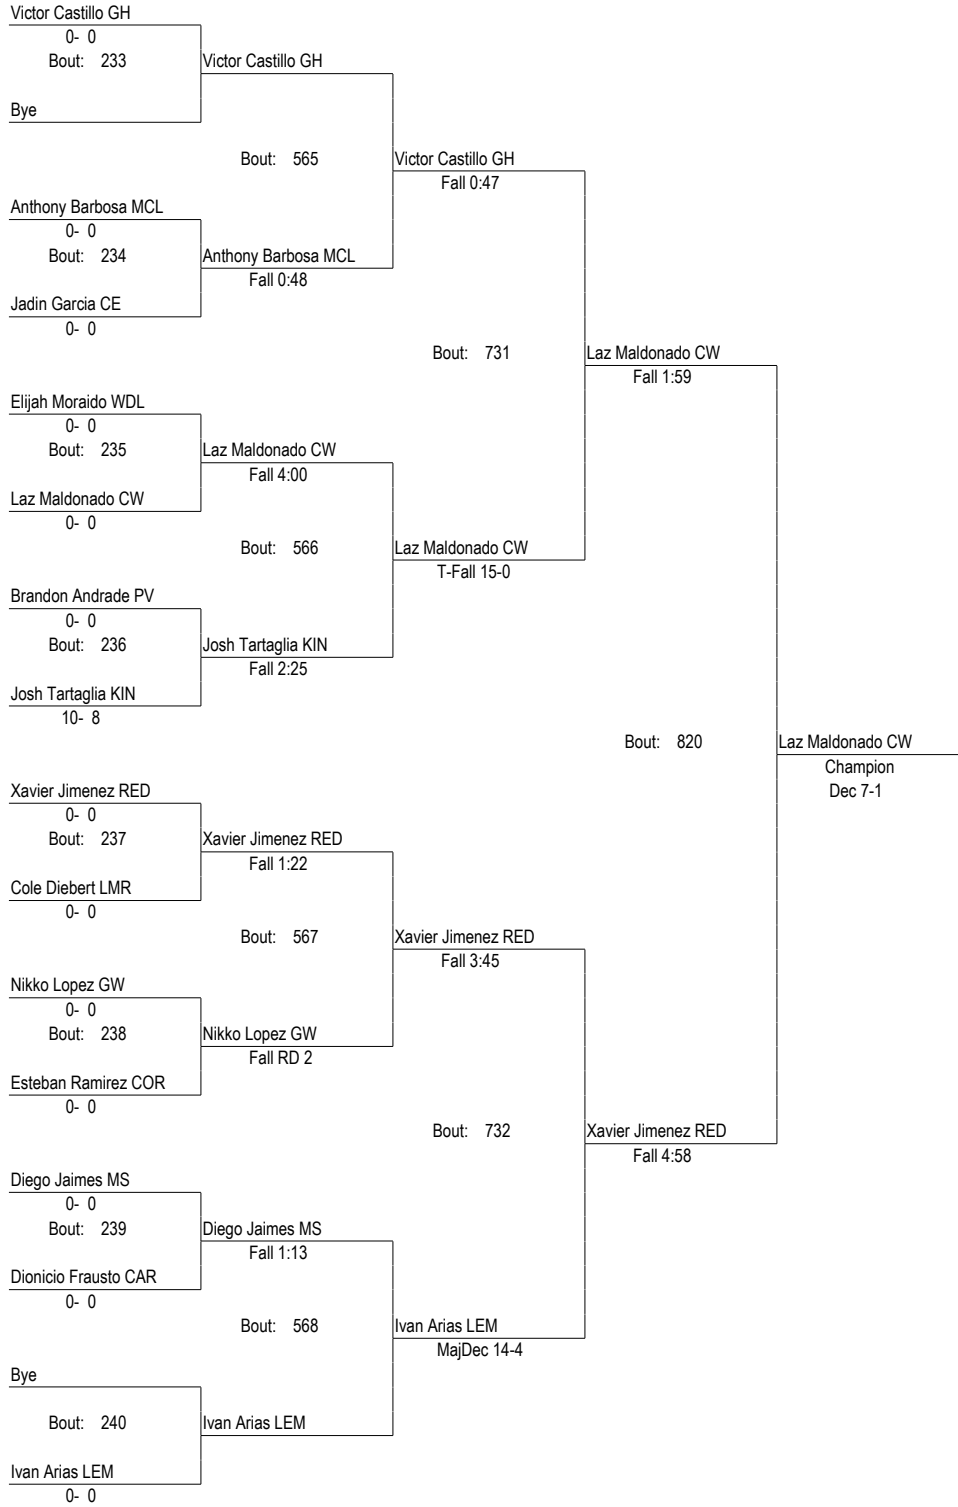 Victor Castillo GH
0- 0
Bout: 233
Victor Castillo GH
Bye
Bout: 565
Victor Castillo GH
Fall 0:47
Anthony Barbosa MCL
0- 0
Bout: 234
Anthony Barbosa MCL
Fall 0:48
Jadin Garcia CE
0- 0
Bout: 731
Laz Maldonado CW
Fall 1:59
Elijah Moraido WDL
0- 0
Bout: 235
Laz Maldonado CW
Fall 4:00
Laz Maldonado CW
0- 0
Bout: 566
Laz Maldonado CW
T-Fall 15-0
Brandon Andrade PV
0- 0
Bout: 236
Josh Tartaglia KIN
Fall 2:25
Josh Tartaglia KIN
10- 8
Bout: 820
Laz Maldonado CW
Champion
Dec 7-1
Xavier Jimenez RED
0- 0
Bout: 237
Xavier Jimenez RED
Fall 1:22
Cole Diebert LMR
0- 0
Bout: 567
Xavier Jimenez RED
Fall 3:45
Nikko Lopez GW
0- 0
Bout: 238
Nikko Lopez GW
Fall RD 2
Esteban Ramirez COR
0- 0
Bout: 732
Xavier Jimenez RED
Fall 4:58
Diego Jaimes MS
0- 0
Bout: 239
Diego Jaimes MS
Fall 1:13
Dionicio Frausto CAR
0- 0
Bout: 568
Ivan Arias LEM
MajDec 14-4
Bye
Bout: 240
Ivan Arias LEM
Ivan Arias LEM
0- 0